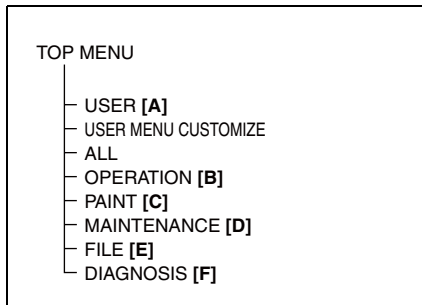 TOP MENU
USER [A]
USER MENU CUSTOMIZE
ALL
OPERATION [B]
PAINT [C]
MAINTENANCE [D]
FILE [E]
DIAGNOSIS [F]